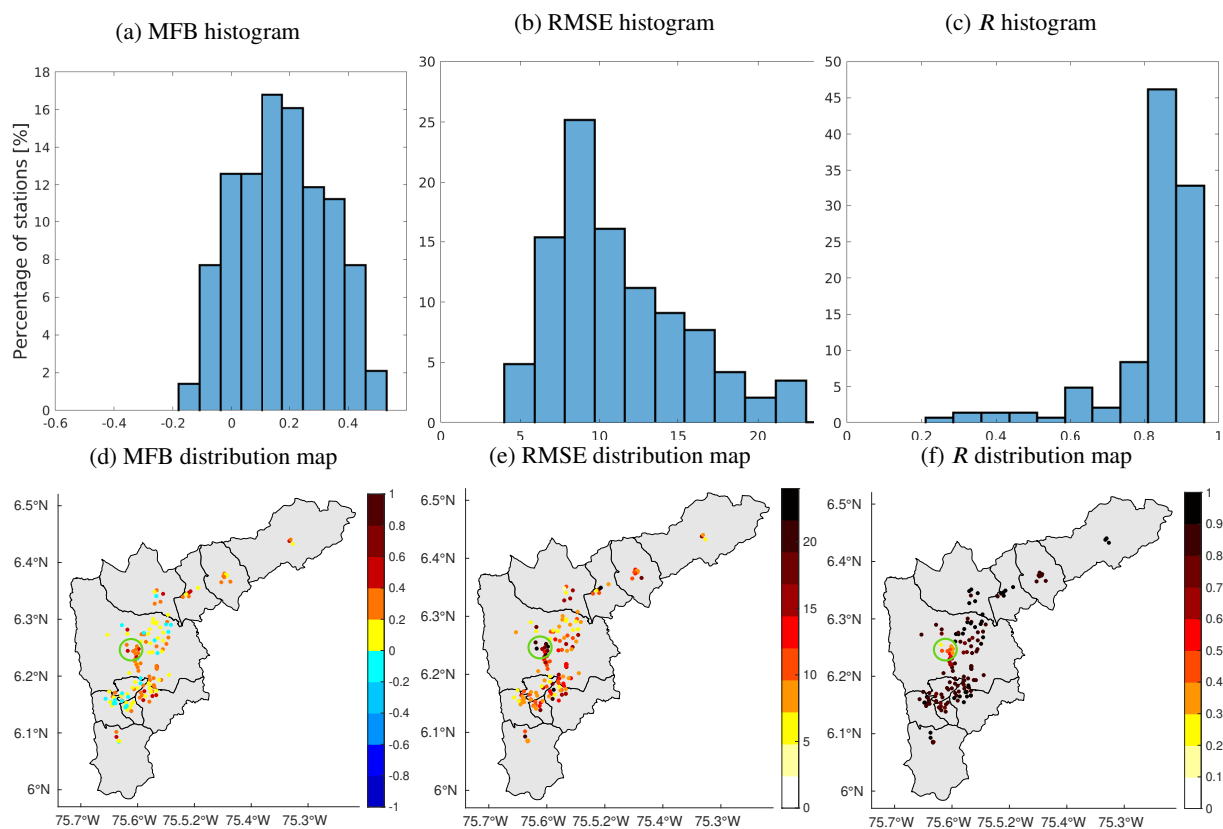 (a) MFB histogram
(b) RMSE histogram
(c) R histogram
Percentage of stations [%]
18
16
14
12
10
8
6
4
2
0
-0.6 -0.4 -0.2 0 0.2 0.4
30
25
20
15
10
5
0
0 5 10 15 20
50
45
40
35
30
25
20
15
10
5
0
0 0.2 0.4 0.6 0.8 1
(d) MFB distribution map
(e) RMSE distribution map
(f) R distribution map
6.5°N
6.4°N
6.3°N
6.2°N
6.1°N
6°N
75.7°W 75.6°W 75.5.2°W 75.3°W
1
0.8
0.6
0.4
0.2
0
-0.2
-0.4
-0.6
-0.8
-1
6.5°N
6.4°N
6.3°N
6.2°N
6.1°N
6°N
75.7°W 75.6°W 75.5.2°W 75.3°W
20
15
10
5
0
6.5°N
6.4°N
6.3°N
6.2°N
6.1°N
6°N
75.7°W 75.6°W 75.5.2°W 75.3°W
1
0.9
0.8
0.7
0.6
0.5
0.4
0.3
0.2
0.1
0